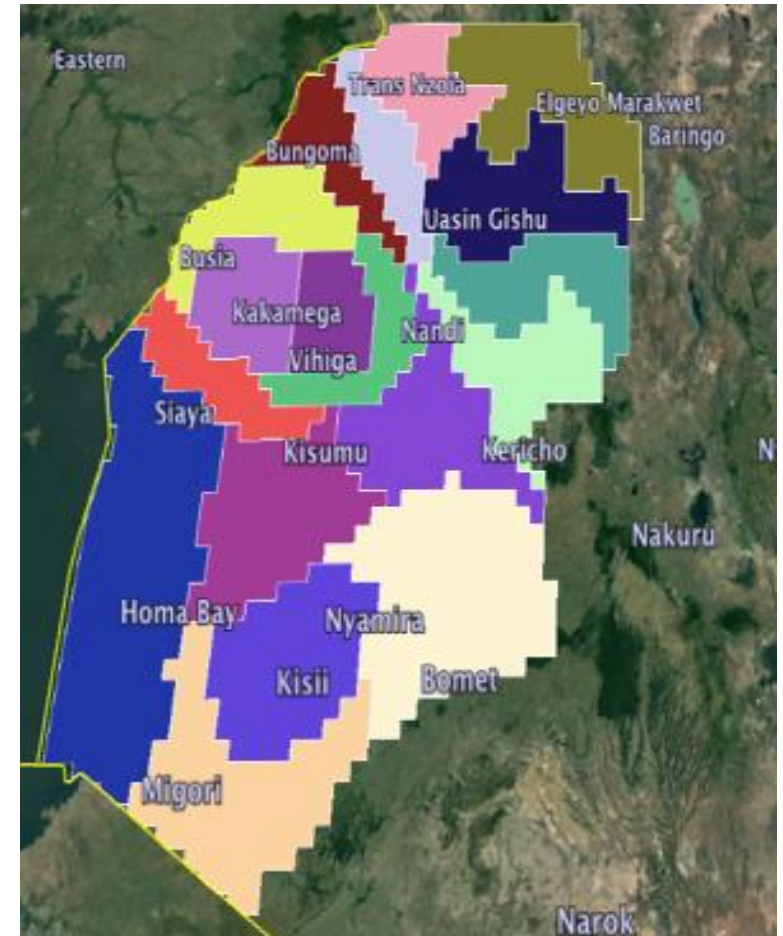 Eastern
Trans Nzoia
Elgeyo Marakwet
Baringo
Bungoma
Uasin Gishu
Busia
Kakamega
Nandi
Vihiga
Siaya
Kisumu
Kericho
Nakuru
Homa Bay
Nyamira
Kisii
Bomet
Migori
Narok